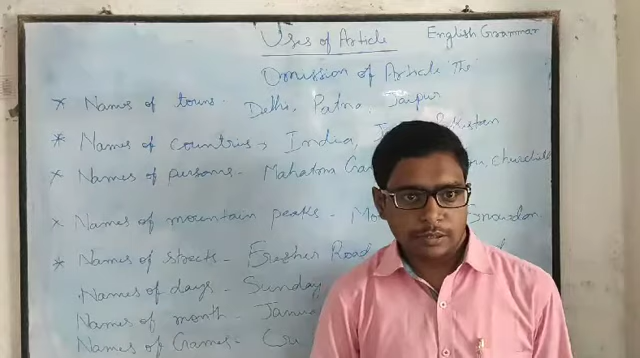 Uses of Article
English Grammar
Omission of Article The
* Names of towns. Delhi, Patna, Jaipur
* Names of countries, India,
* Names of persons. Mahatma churchill
* Names of mountain peaks - Snowdon
* Names of streets - Road
Names of days - Sunday
Names of month -
Names of Games -